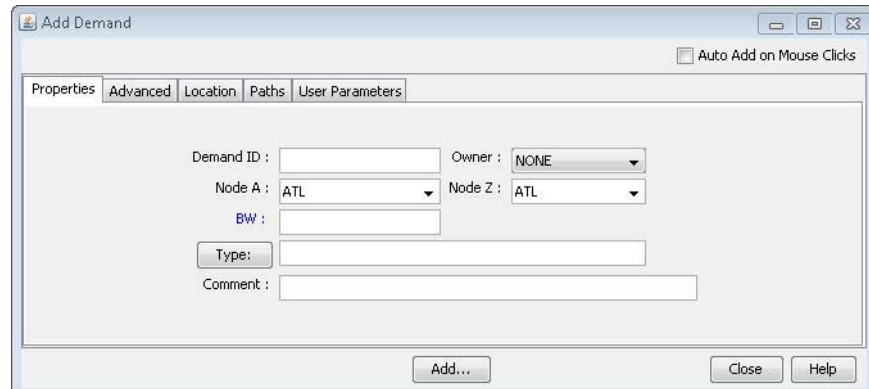 Add Demand
Auto Add on Mouse Clicks
Properties Advanced Location Paths User Parameters
Demand ID : Owner : NONE
Node A : ATL Node Z : ATL
BW :
Type:
Comment :
Add... Close Help